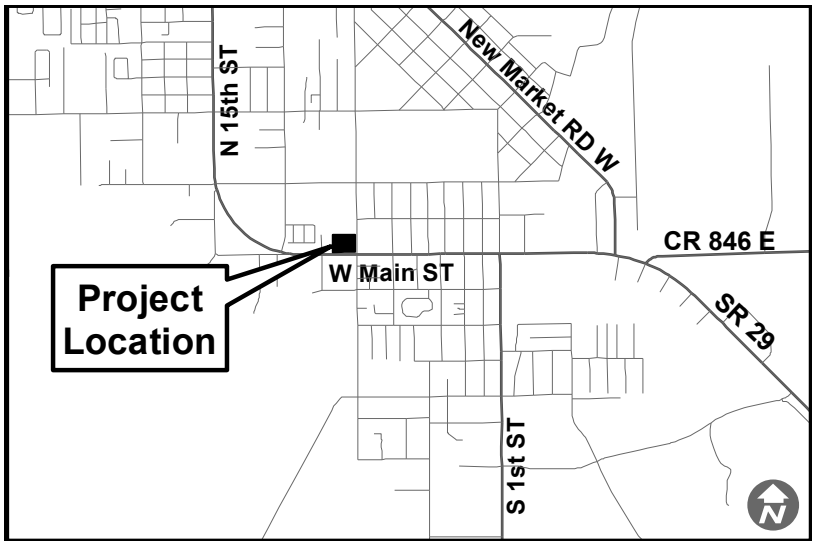 New Market RD W
N 15th ST
CR 846 E
W Main ST
Project
Location
SR 29
S 1st ST
N